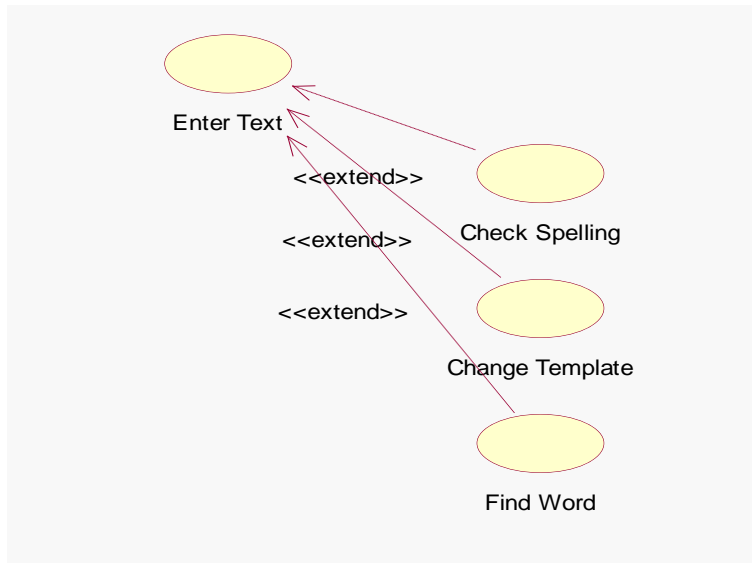 Enter Text
<<extend>>
Check Spelling
<<extend>>
<<extend>>
Change Template
Find Word